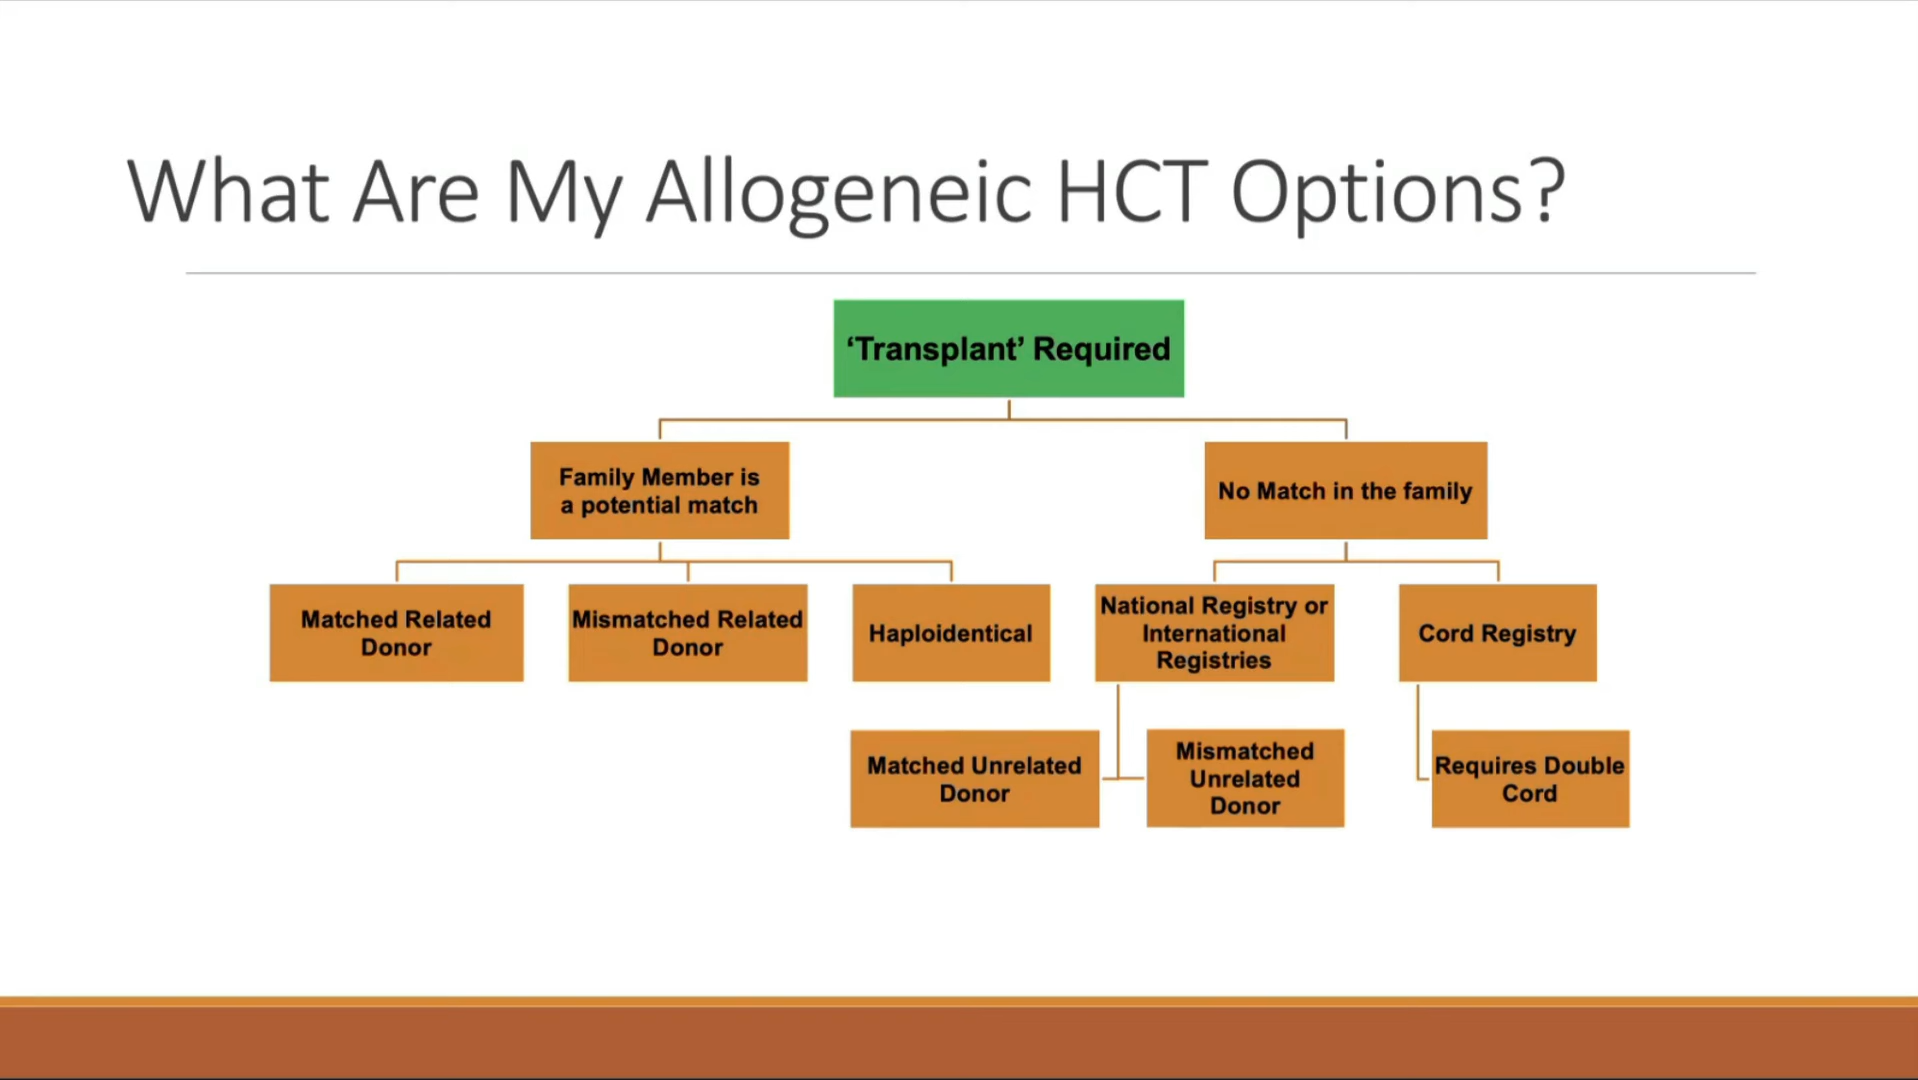 What Are My Allogeneic HCT Options?
‘Transplant’ Required
Family Member is
a potential match
No Match in the family
Matched Related
Donor
Mismatched Related
Donor
Haploidentical
National Registry or
International
Registries
Cord Registry
Matched Unrelated
Donor
Mismatched
Unrelated
Donor
Requires Double
Cord